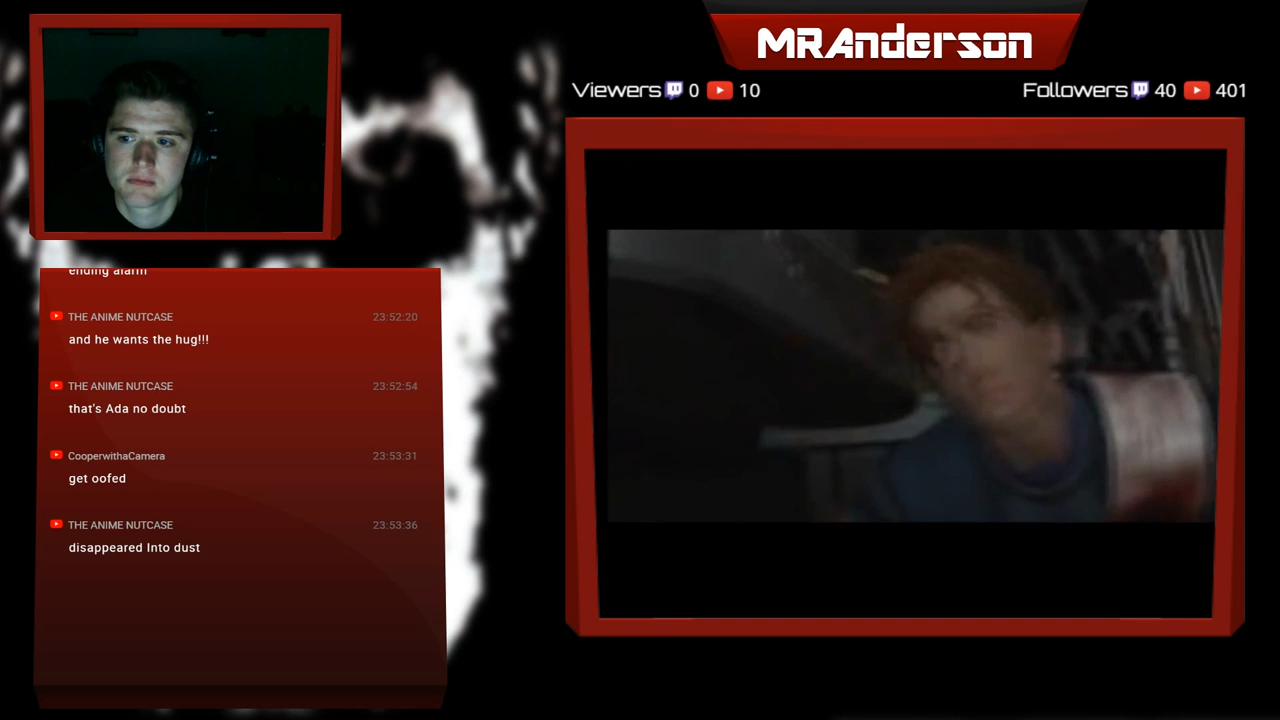 MRAnderson
Viewers 0 10
Followers 40 401
ending alarm
THE ANIME NUTCASE 23:52:20
and he wants the hug!!!
THE ANIME NUTCASE 23:52:54
that's Ada no doubt
CooperwithaCamera 23:53:31
get oofed
THE ANIME NUTCASE 23:53:36
disappeared Into dust